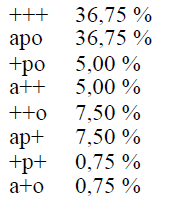 +++ 36,75 %
apo 36,75 %
+po 5,00 %
a++ 5,00 %
++o 7,50 %
ap+ 7,50 %
+p+ 0,75 %
a+o 0,75 %